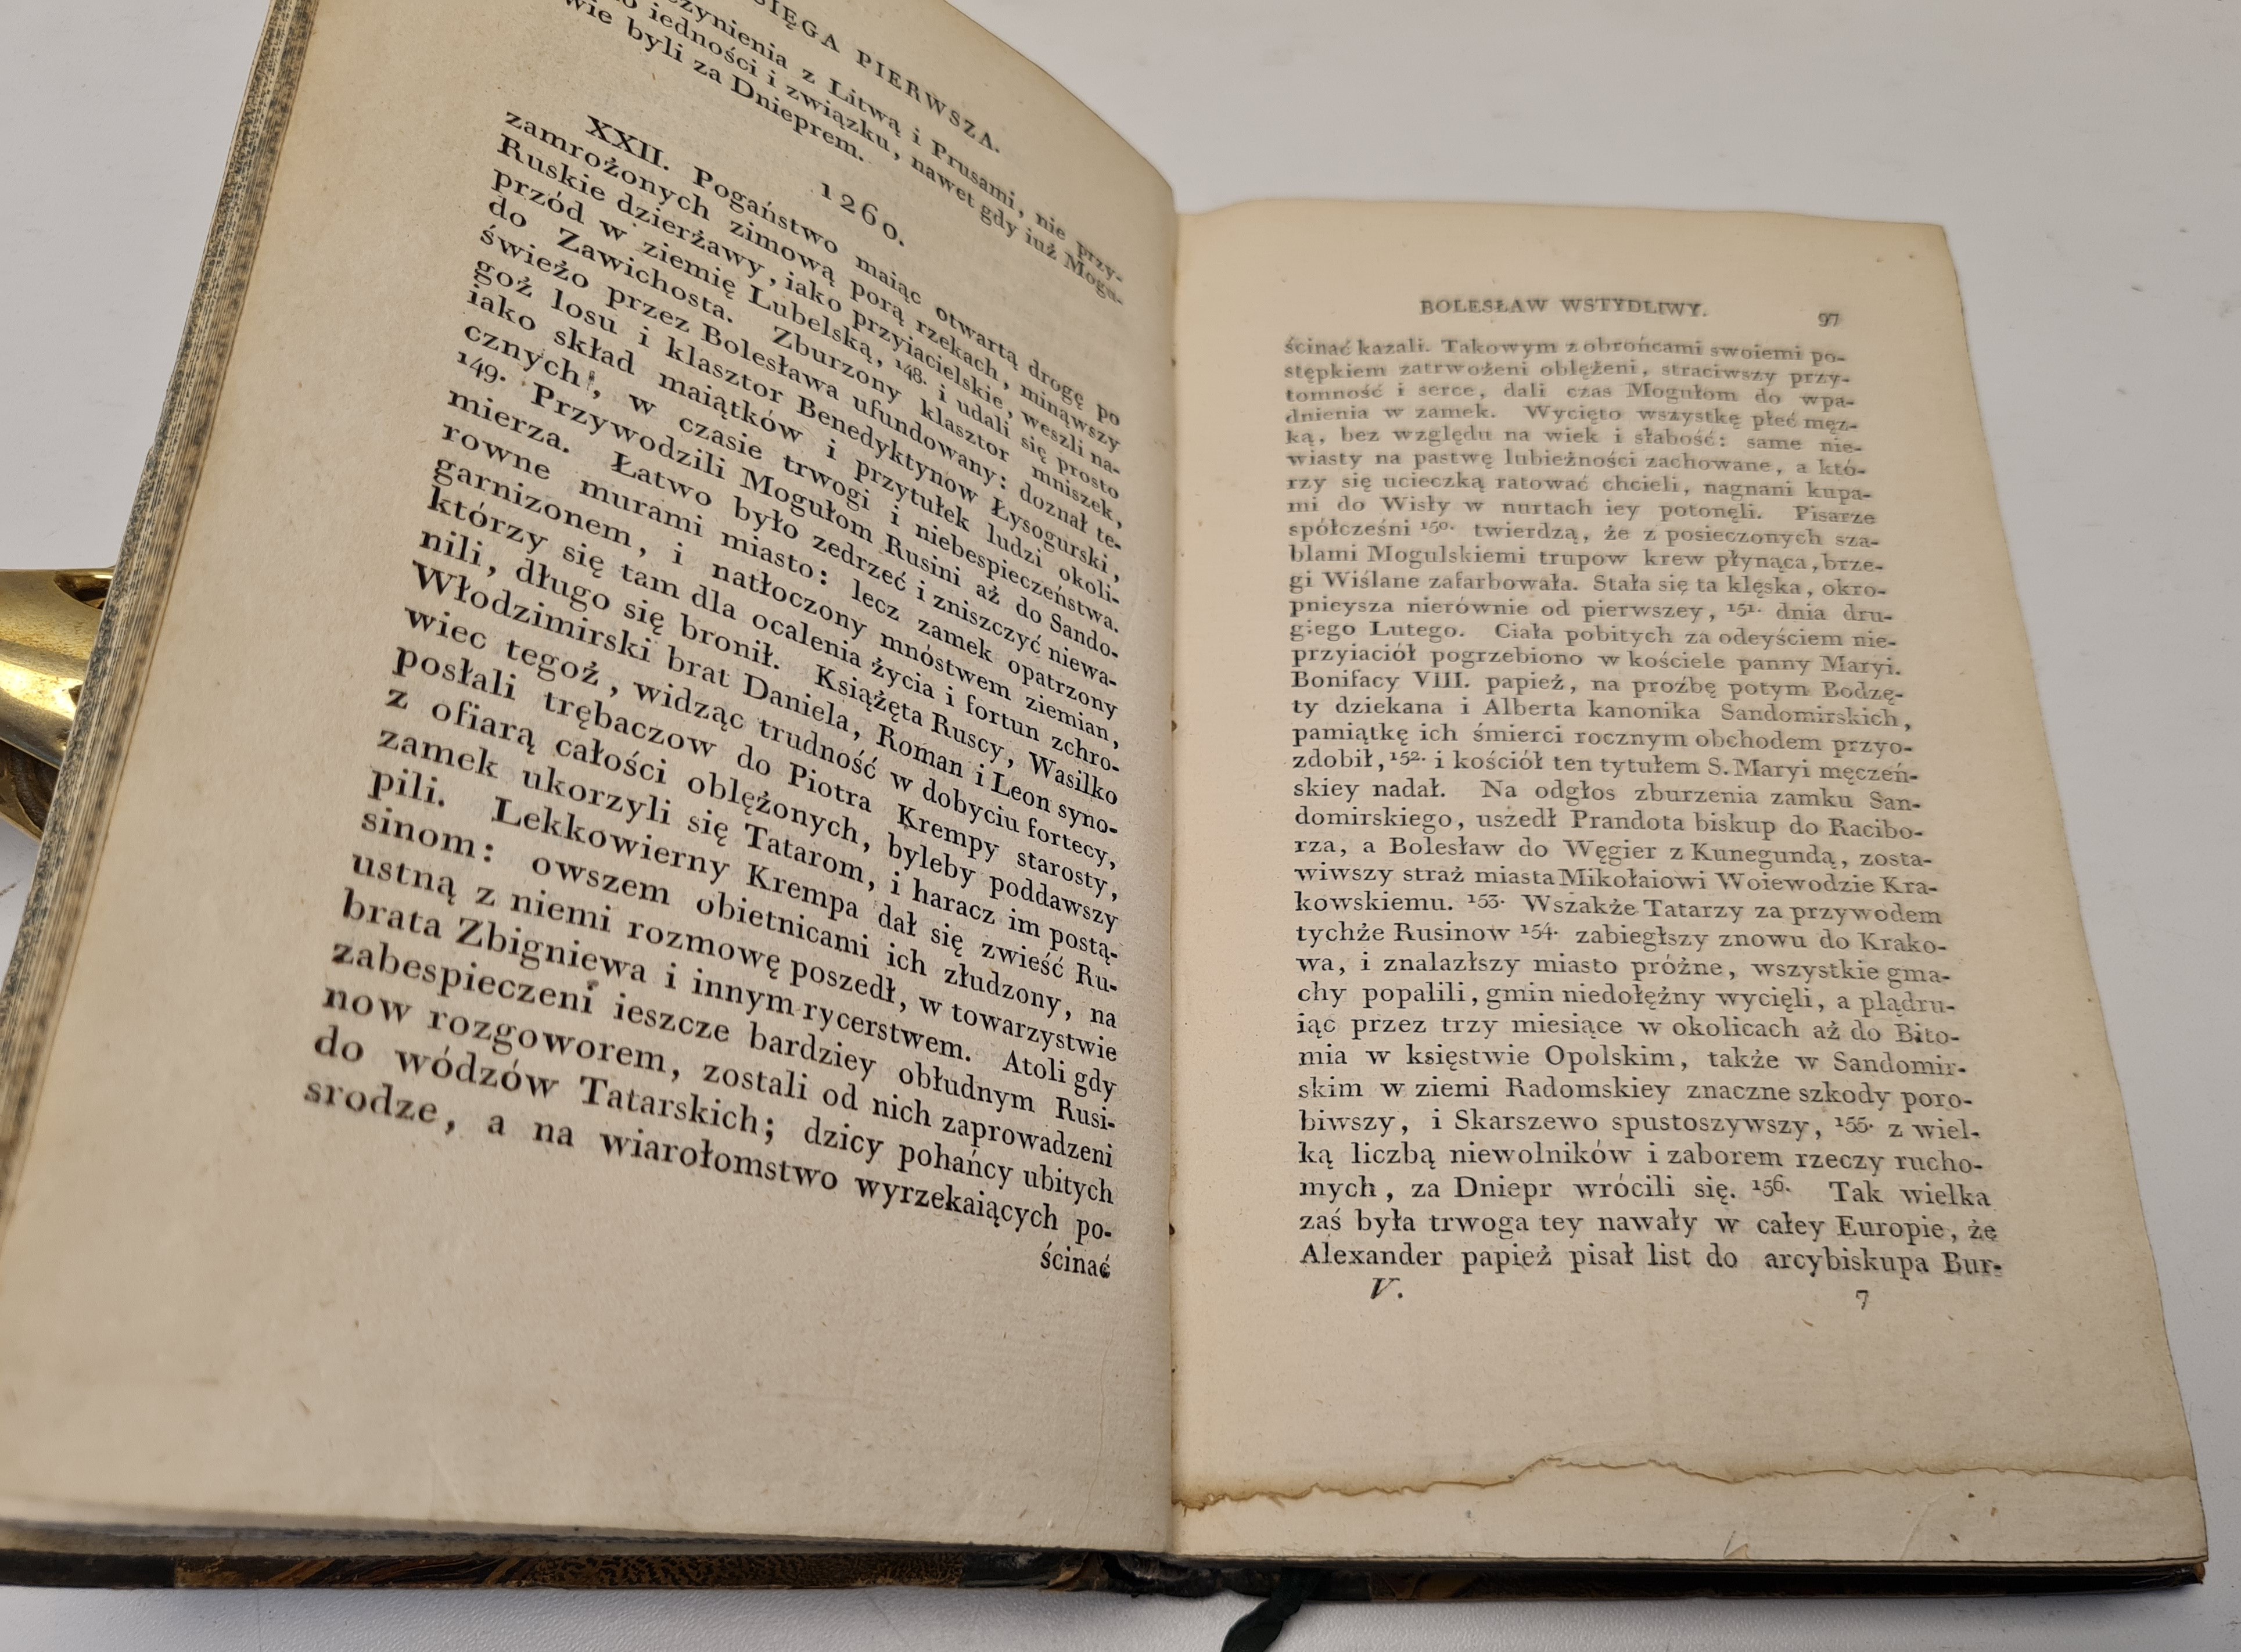 SIĘGA PIERWSZA.
czynienia z Litwą i Prusami, nie przy-
iedności i związku, nawet gdy iuż Mogu-
wie byli za Dnieprem.
1260.
XXII. Pogaństwo maiąc otwartą drogę po
zamrożonych zimową porą rzekach, minąwszy
Ruskie dzierżawy, iako przyiacielskie, weszli na-
przód w ziemię Lubelską, 148. i udali się prosto
do Zawichosta. Zburzony klasztor mniszek,
świeżo przez Bolesława ufundowany: doznał te-
goż losu i klasztor Benedyktynow Łysogurski,
iako skład maiątków i przytułek ludzi okoli-
cznych, w czasie trwogi i niebespieczeństwa.
149. Przywodzili Mogułom Rusini aż do Sando-
mierza. Łatwo było zedrzeć i zniszczyć niewa-
rowne murami miasto: lecz zamek opatrzony
garnizonem, i natłoczony mnóstwem ziemian,
którzy się tam dla ocalenia życia i fortun zchro-
nili, długo się bronił. Książęta Ruscy, Wasilko
Włodzimirski brat Daniela, Roman i Leon syno-
wiec tegoż, widząc trudność w dobyciu fortecy,
posłali trębaczow do Piotra Krempy starosty,
z ofiarą całości oblężonych, byleby poddawszy
zamek ukorzyli się Tatarom, i haracz im postą-
pili. Lekkowierny Krempa dał się zwieść Ru-
sinom: owszem obietnicami ich złudzony, na
ustną z niemi rozmowę poszedł, w towarzystwie
brata Zbigniewa i innym rycerstwem. Atoli gdy
zabespieczeni ieszcze bardziey obłudnym Rusi-
now rozgoworem, zostali od nich zaprowadzeni
do wódzów Tatarskich; dzicy pohańcy ubitych
srodze, a na wiarołomstwo wyrzekaiących po-
ścinać
BOLESŁAW WSTYDLIWY. 97
ścinać kazali. Takowym z obrońcami swoiemi po-
stępkiem zatrwożeni oblężeni, straciwszy przy-
tomność i serce, dali czas Mogułom do wpa-
dnienia w zamek. Wycięto wszystkę płeć męz-
ką, bez względu na wiek i słabość: same nie-
wiasty na pastwę lubieżności zachowane, a któ-
rzy się ucieczką ratować chcieli, nagnani kupa-
mi do Wisły w nurtach iey potonęli. Pisarze
spółcześni 150. twierdzą, że z posieczonych sza-
blami Mogulskiemi trupow krew płynąca, brze-
gi Wiślane zafarbowała. Stała się ta klęska, okro-
pnieysza nierównie od pierwszey, 151. dnia dru-
giego Lutego. Ciała pobitych za odeyściem nie-
przyiaciół pogrzebiono w kościele panny Maryi.
Bonifacy VIII. papież, na proźbę potym Bodzę-
ty dziekana i Alberta kanonika Sandomirskich,
pamiątkę ich śmierci rocznym obchodem przyo-
zdobił, 152. i kościół ten tytułem S. Maryi męczeń-
skiey nadał. Na odgłos zburzenia zamku San-
domirskiego, uszedł Prandota biskup do Racibo-
rza, a Bolesław do Węgier z Kunegundą, zosta-
wiwszy straż miasta Mikołaiowi Woiewodzie Kra-
kowskiemu. 153. Wszakże Tatarzy za przywodem
tychże Rusinow 154. zabiegłszy znowu do Krako-
wa, i znalazłszy miasto próżne, wszystkie gma-
chy popalili, gmin niedołężny wycięli, a plądru-
iąc przez trzy miesiące w okolicach aż do Bito-
mia w księstwie Opolskim, także w Sandomir-
skim w ziemi Radomskiey znaczne szkody poro-
biwszy, i Skarszewo spustoszywszy, 155. z wiel-
ką liczbą niewolników i zaborem rzeczy rucho-
mych, za Dniepr wrócili się. 156. Tak wielka
zaś była trwoga tey nawały w całey Europie, że
Alexander papież pisał list do arcybiskupa Bur-
V. 7